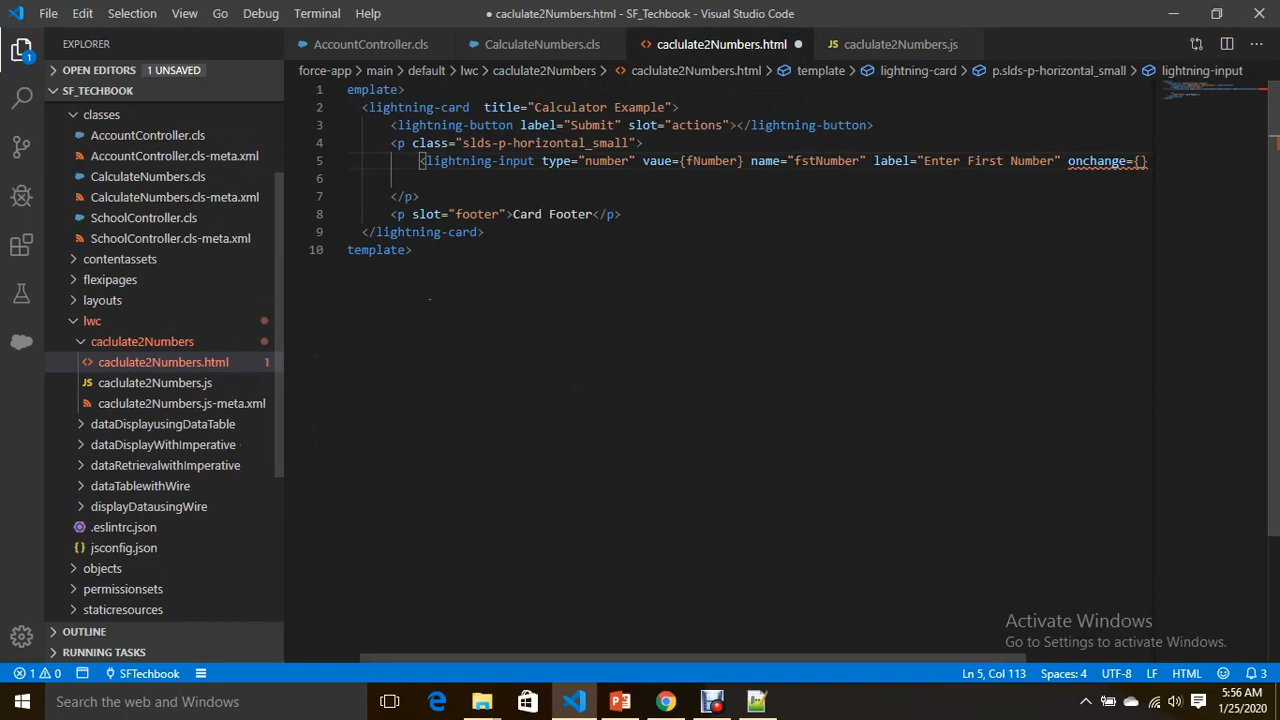 File Edit Selection View Go Debug Terminal Help
● caclulate2Numbers.html - SF_Techbook - Visual Studio Code
EXPLORER
AccountController.cls CalculateNumbers.cls caclulate2Numbers.html caclulate2Numbers.js
OPEN EDITORS 1 UNSAVED
force-app > main > default > lwc > caclulate2Numbers > caclulate2Numbers.html > template > lightning-card > p.slds-p-horizontal_small > lightning-input
SF_TECHBOOK
classes
AccountController.cls
AccountController.cls-meta.xml
CalculateNumbers.cls
CalculateNumbers.cls-meta.xml
SchoolController.cls
SchoolController.cls-meta.xml
contentassets
flexipages
layouts
lwc
caclulate2Numbers
caclulate2Numbers.html 1
caclulate2Numbers.js
caclulate2Numbers.js-meta.xml
dataDisplayusingDataTable
dataDisplayWithImperative
dataRetrievalwithImperative
dataTablewithWire
displayDatausingWire
.eslintrc.json
jsconfig.json
objects
permissionsets
staticresources
OUTLINE
RUNNING TASKS
1 emplate>
2 <lightning-card  title="Calculator Example">
3 <lightning-button label="Submit" slot="actions"></lightning-button>
4 <p class="slds-p-horizontal_small">
5 <lightning-input type="number" vaue={fNumber} name="fstNumber" label="Enter First Number" onchange={}
6
7 </p>
8 <p slot="footer">Card Footer</p>
9 </lightning-card>
10 template>
Activate Windows
Go to Settings to activate Windows.
1 0 SFTechbook Ln 5, Col 113 Spaces: 4 UTF-8 LF HTML 3
Search the web and Windows
5:56 AM
1/25/2020